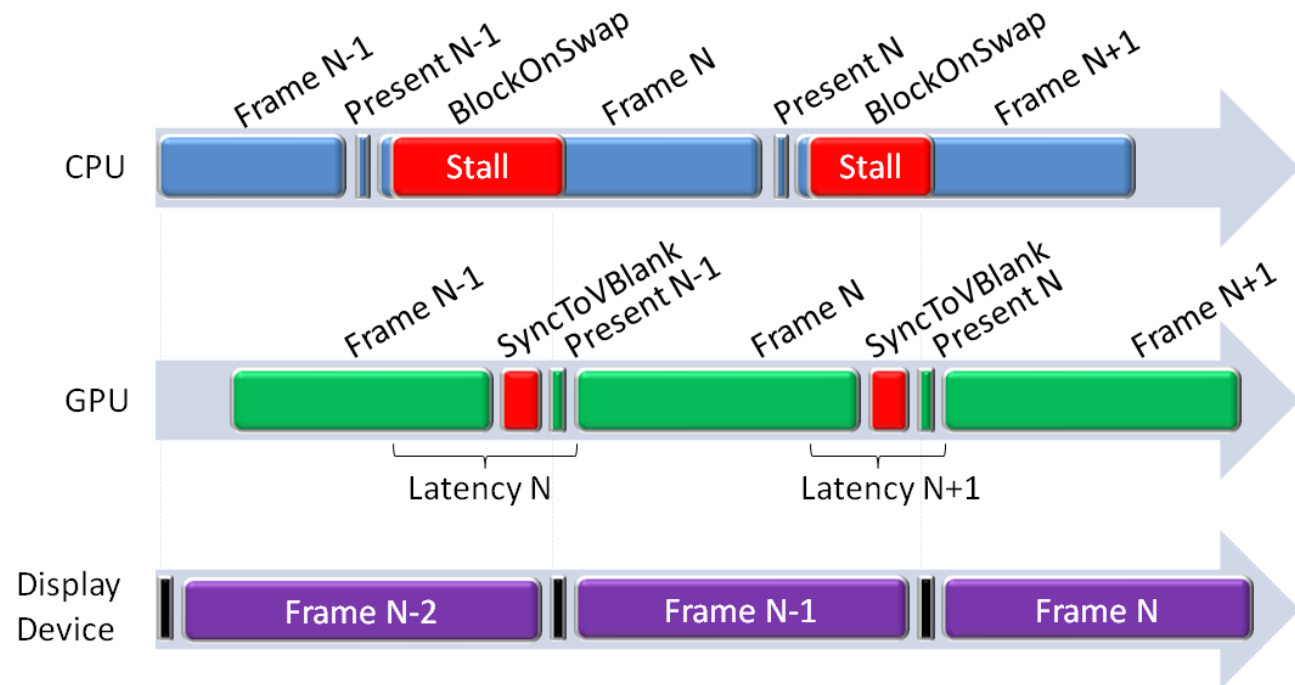 Frame N-1
Present N-1
BlockOnSwap
Frame N
Present N
BlockOnSwap
Frame N+1
CPU
Stall
Stall
Frame N-1
SyncToVBlank
Present N-1
Frame N
SyncToVBlank
Present N
Frame N+1
GPU
Latency N
Latency N+1
Display
Device
Frame N-2
Frame N-1
Frame N